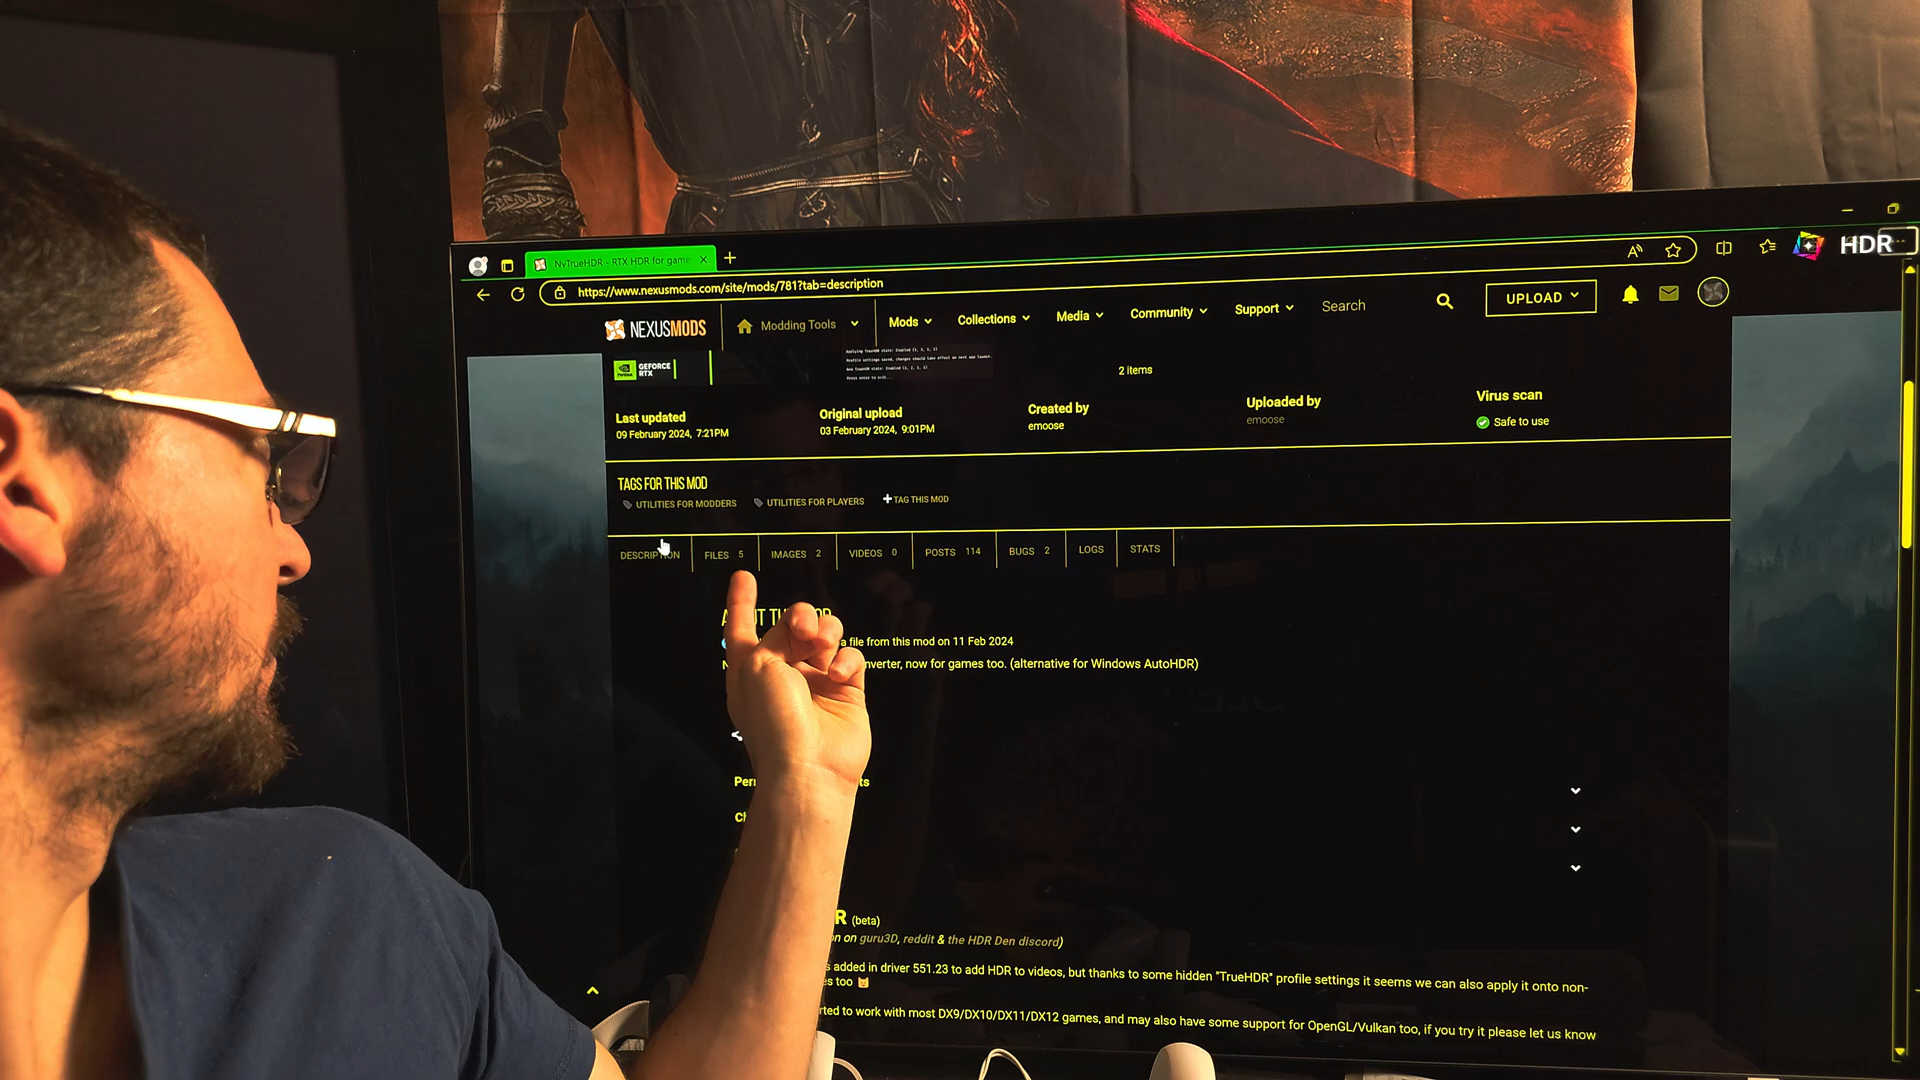 NvTrueHDR - RTX HDR for game
HDR
https://www.nexusmods.com/site/mods/781?tab=description
NEXUSMODS
Modding Tools
Mods
Collections
Media
Community
Support
Search
UPLOAD
GEFORCE
RTX
Press enter to exit...
2 items
Last updated
09 February 2024, 7:21PM
Original upload
03 February 2024, 9:01PM
Created by
emoose
Uploaded by
emoose
Virus scan
Safe to use
TAGS FOR THIS MOD
UTILITIES FOR MODDERS
UTILITIES FOR PLAYERS
TAG THIS MOD
DESCRIPTION
FILES 5
IMAGES 2
VIDEOS 0
POSTS 114
BUGS 2
LOGS
STATS
a file from this mod on 11 Feb 2024
now for games too. (alternative for Windows AutoHDR)
(beta)
on guru3D, reddit & the HDR Den discord)
added in driver 551.23 to add HDR to videos, but thanks to some hidden "TrueHDR" profile settings it seems we can also apply it onto non-
too
to work with most DX9/DX10/DX11/DX12 games, and may also have some support for OpenGL/Vulkan too, if you try it please let us know